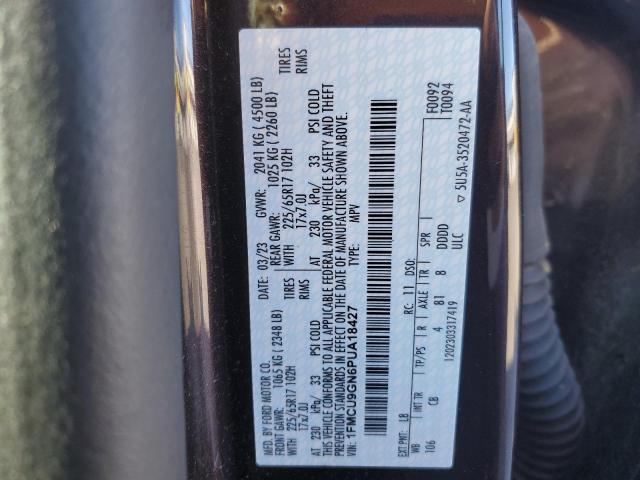 MFD. BY FORD MOTOR CO.
DATE: 03/23 GVWR: 2041 KG ( 4500 LB)
FRONT GAWR: 1065 KG ( 2348 LB) REAR GAWR: 1025 KG ( 2260 LB)
WITH 225/65R17 102H TIRES WITH 225/65R17 102H TIRES
17x7.0J RIMS 17x7.0J RIMS
AT 230 kPa/ 33 PSI COLD AT 230 kPa/ 33 PSI COLD
THIS VEHICLE CONFORMS TO ALL APPLICABLE FEDERAL MOTOR VEHICLE SAFETY AND THEFT
PREVENTION STANDARDS IN EFFECT ON THE DATE OF MANUFACTURE SHOWN ABOVE.
VIN: 1FMCU9GN6PUA18427 TYPE: MPV
F0092
T0094
EXT PNT: LB RC: 11 DSO:
WB INT TR TP/PS R AXLE TR SPR
106 CB 4 81 8 DDDD
ULC
1202303317419
▽ 5U5A-3520472-AA